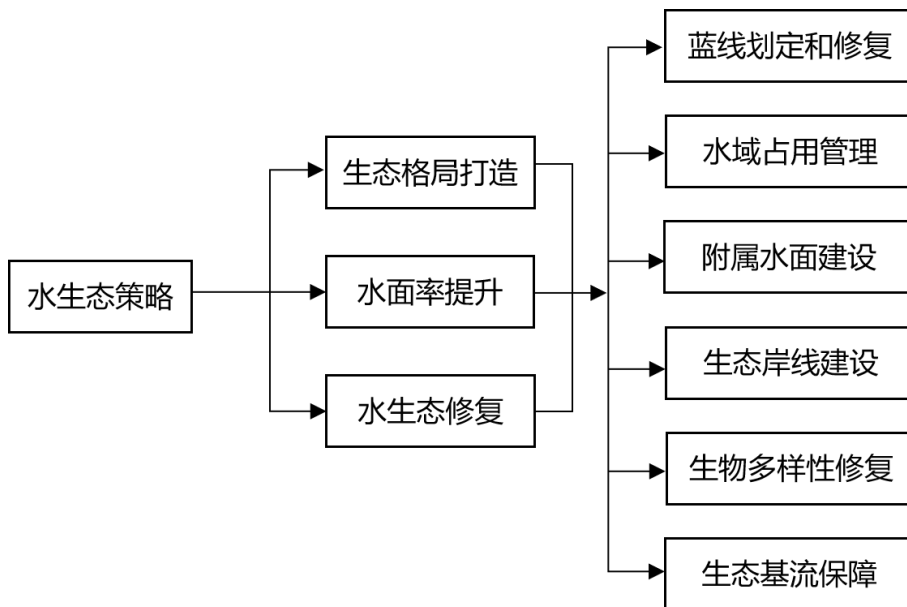 水生态策略
生态格局打造
水面率提升
水生态修复
蓝线划定和修复
水域占用管理
附属水面建设
生态岸线建设
生物多样性修复
生态基流保障